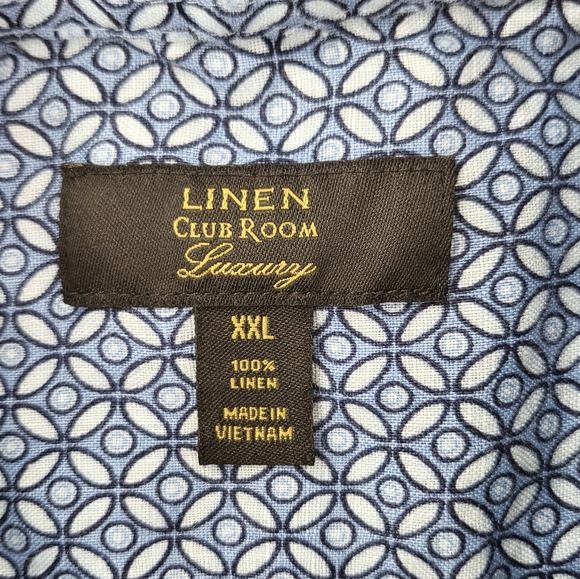 LINEN
CLUB ROOM
Luxury
XXL
100%
LINEN
MADE IN
VIETNAM